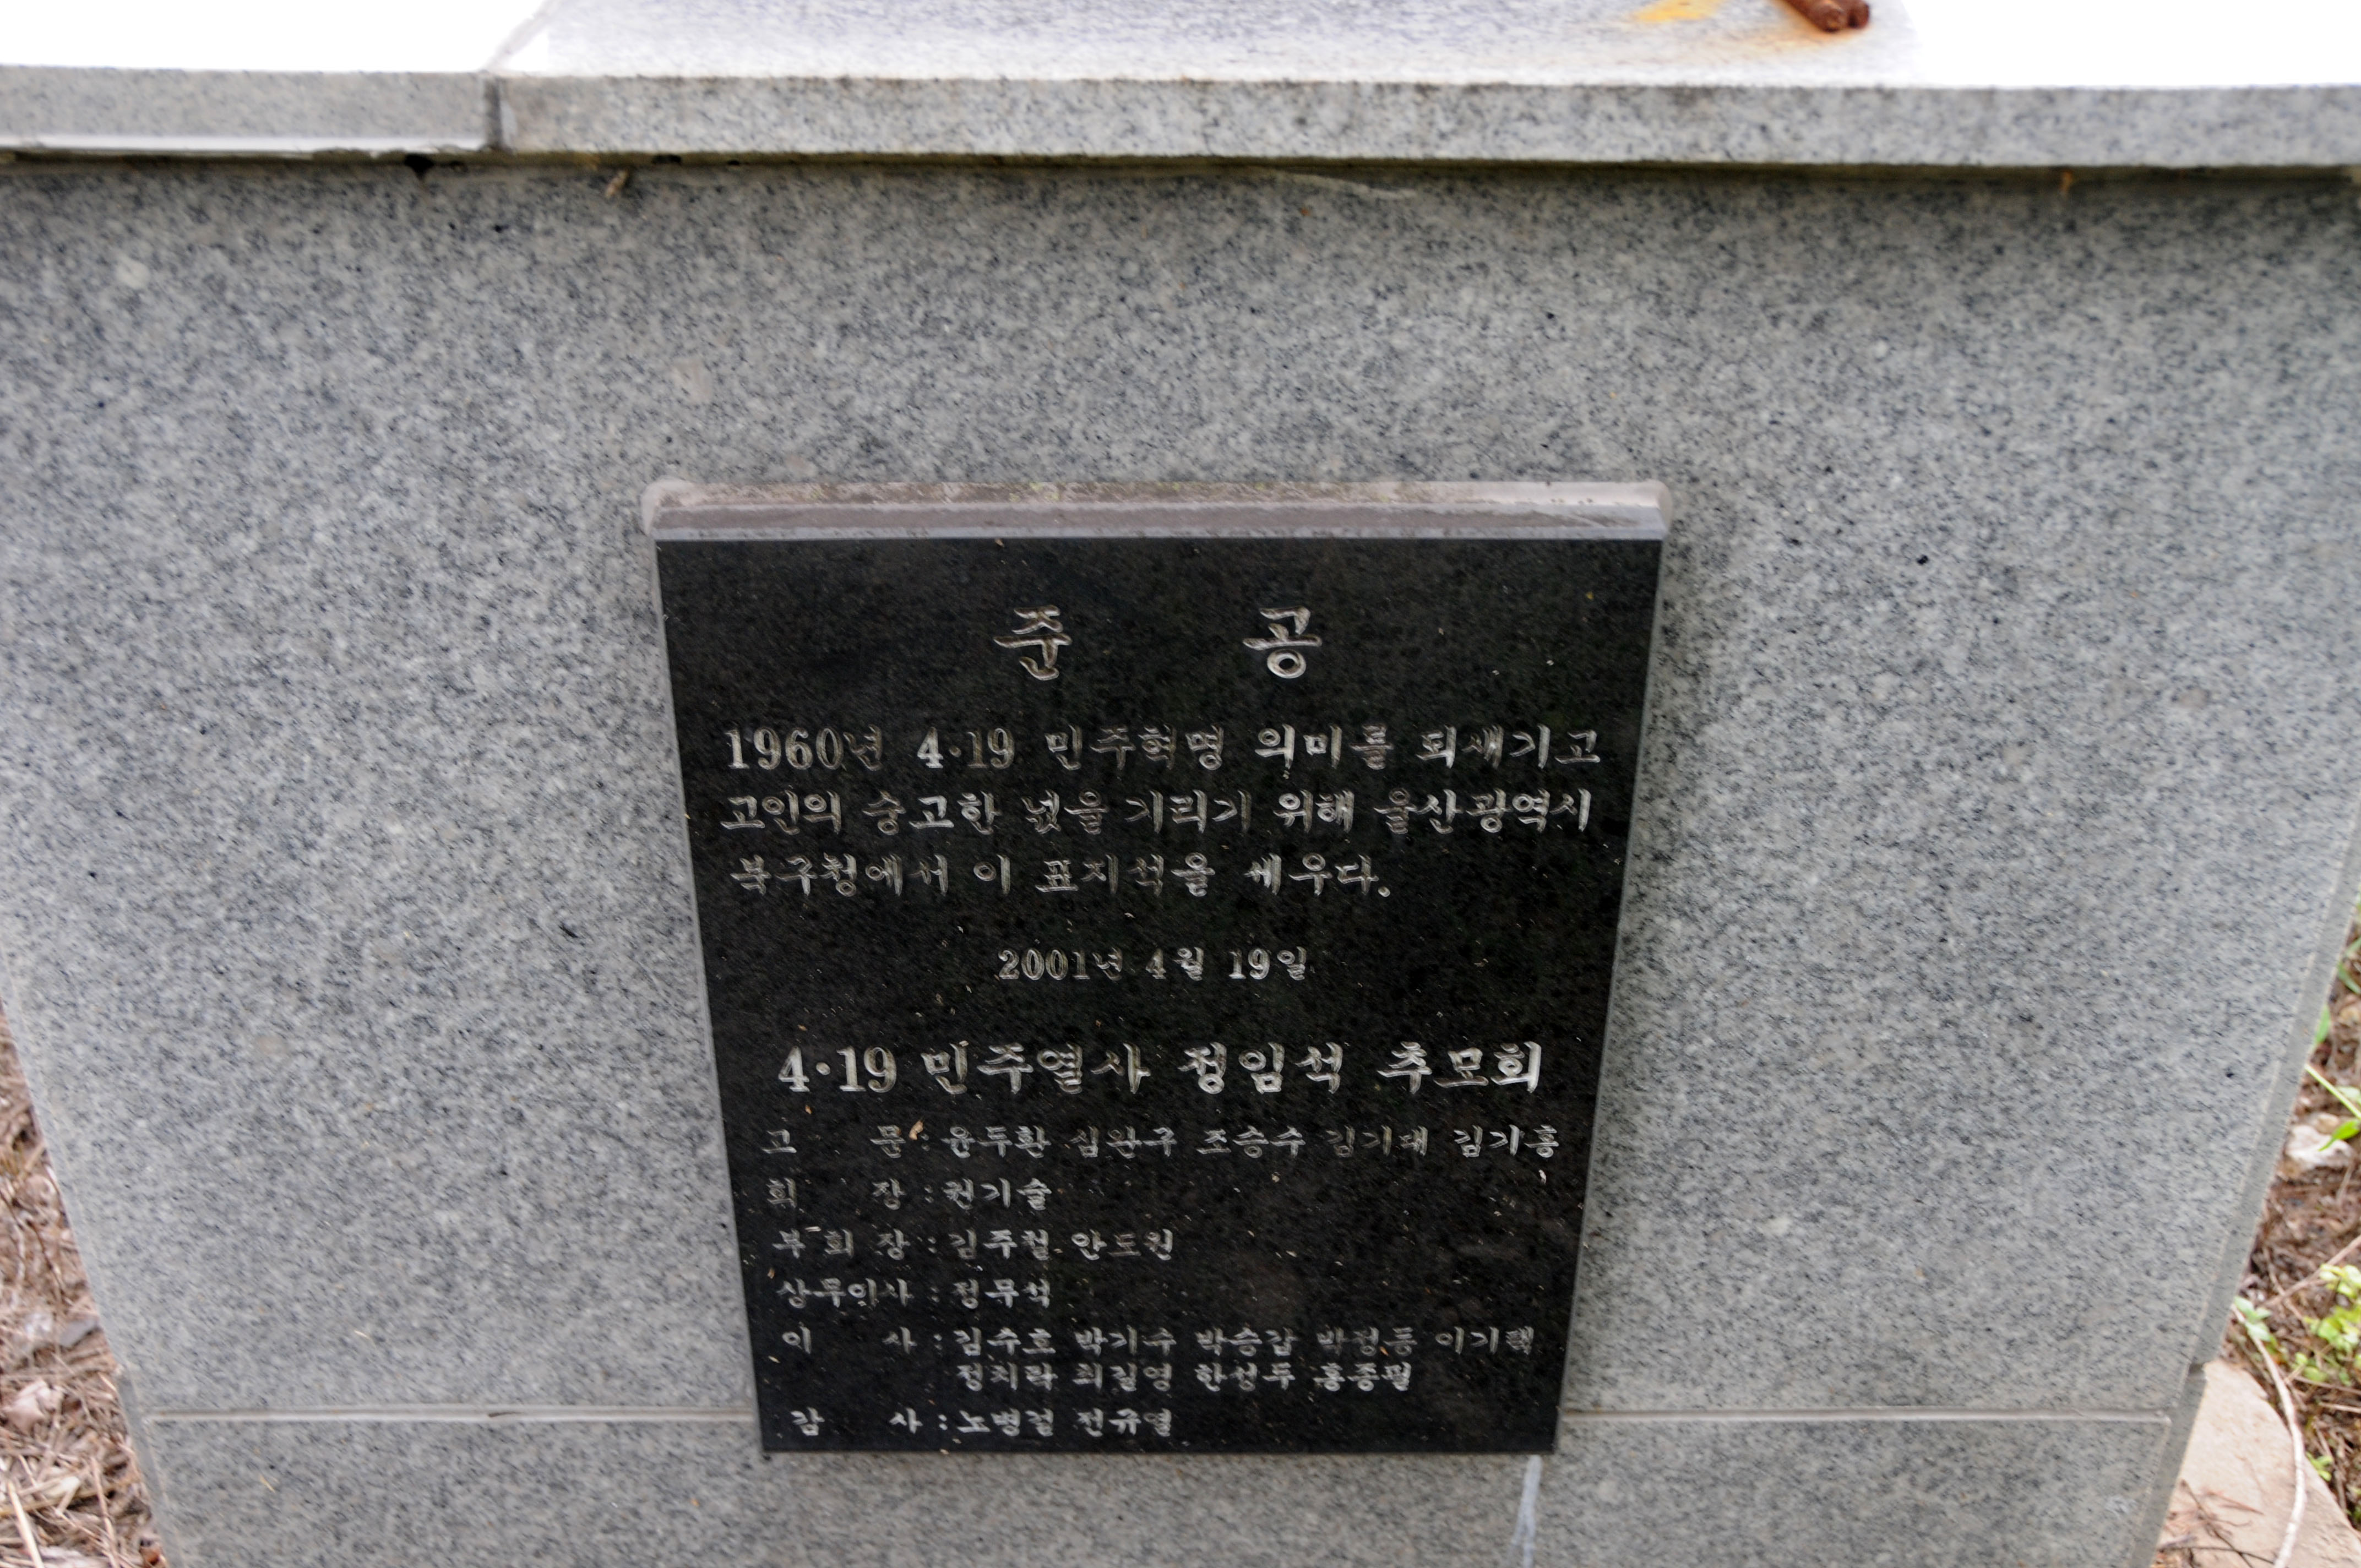 준 공
1960년 4·19 민주혁명 의미를 되새기고
고인의 숭고한 넋을 기리기 위해 울산광역시
북구청에서 이 표지석을 세우다.
2001년 4월 19일
4·19 민주열사 정임석 추모회
고 문 : 윤두환 심완구 조승수 김기대 김기홍
회 장 : 권기술
부 회 장 : 김주철 안도원
상무이사 : 정무석
이 사 : 김수호 박기수 박승갑 박정동 이기택
정치락 최길영 한성두 홍종필
감 사 : 노병걸 전규열